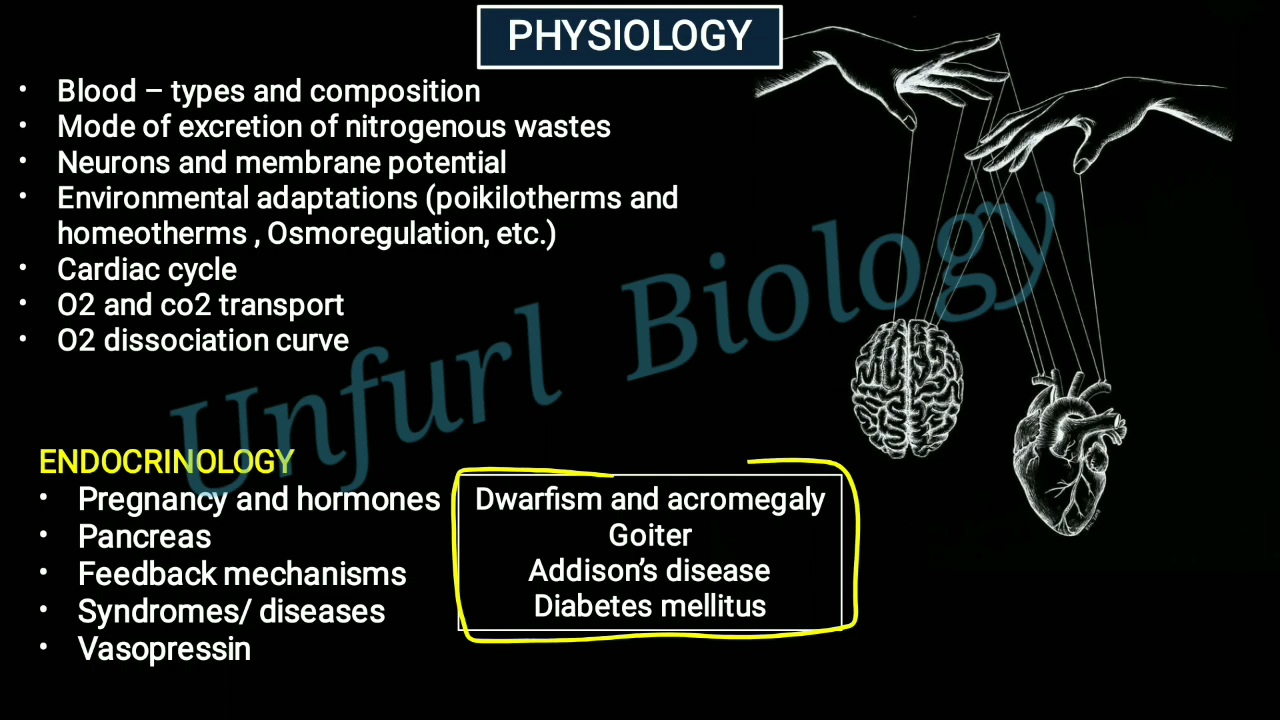 PHYSIOLOGY
• Blood – types and composition
• Mode of excretion of nitrogenous wastes
• Neurons and membrane potential
• Environmental adaptations (poikilotherms and
homeotherms , Osmoregulation, etc.)
• Cardiac cycle
• O2 and co2 transport
• O2 dissociation curve
Unfurl Biology
ENDOCRINOLOGY
• Pregnancy and hormones
• Pancreas
• Feedback mechanisms
• Syndromes/ diseases
• Vasopressin
Dwarfism and acromegaly
Goiter
Addison’s disease
Diabetes mellitus